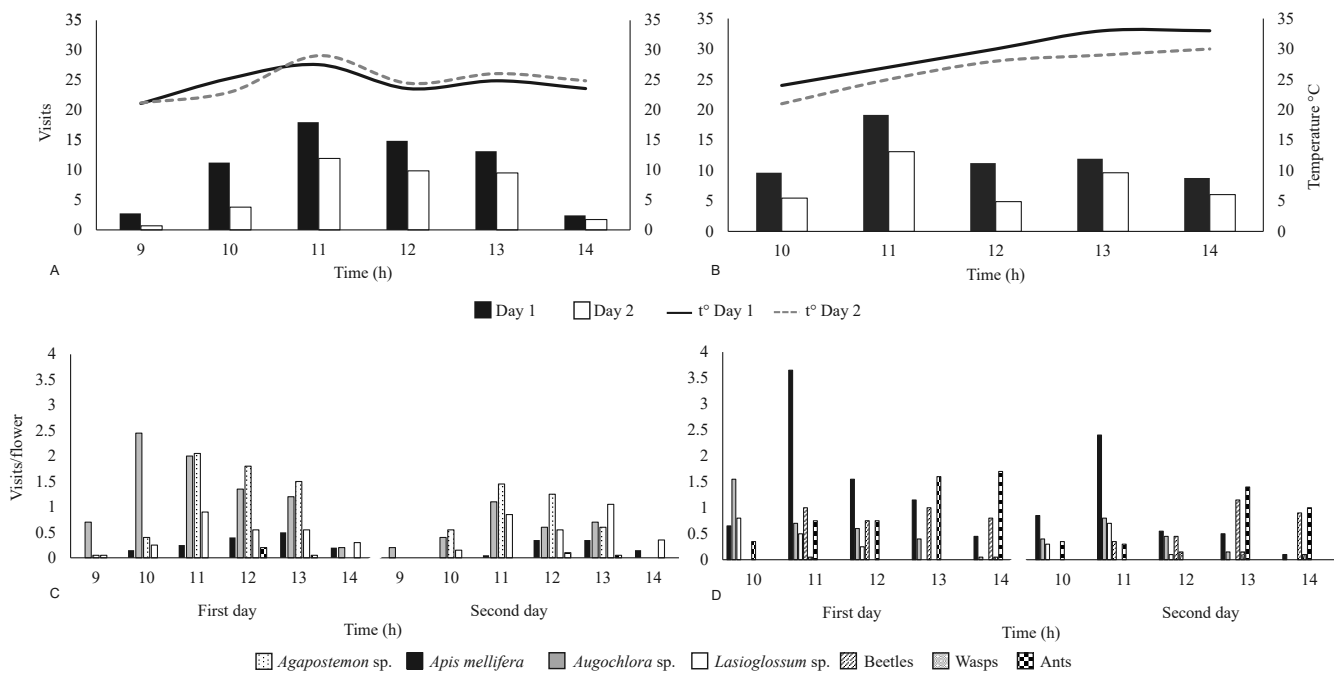 35
30
25
20
15
10
5
0
Visits
35
30
25
20
15
10
5
0
9 10 11 12 13 14
A
Time (h)
35
30
25
20
15
10
5
0
35
30
25
20
15
10
5
0
Temperature °C
10 11 12 13 14
B
Time (h)
Day 1 Day 2 t° Day 1 t° Day 2
4
3.5
3
2.5
2
1.5
1
0.5
0
Visits/flower
9 10 11 12 13 14 9 10 11 12 13 14
C
First day Second day
Time (h)
4
3.5
3
2.5
2
1.5
1
0.5
0
10 11 12 13 14 10 11 12 13 14
D
First day Second day
Time (h)
Agapostemon sp. Apis mellifera Augochlora sp. Lasioglossum sp. Beetles Wasps Ants